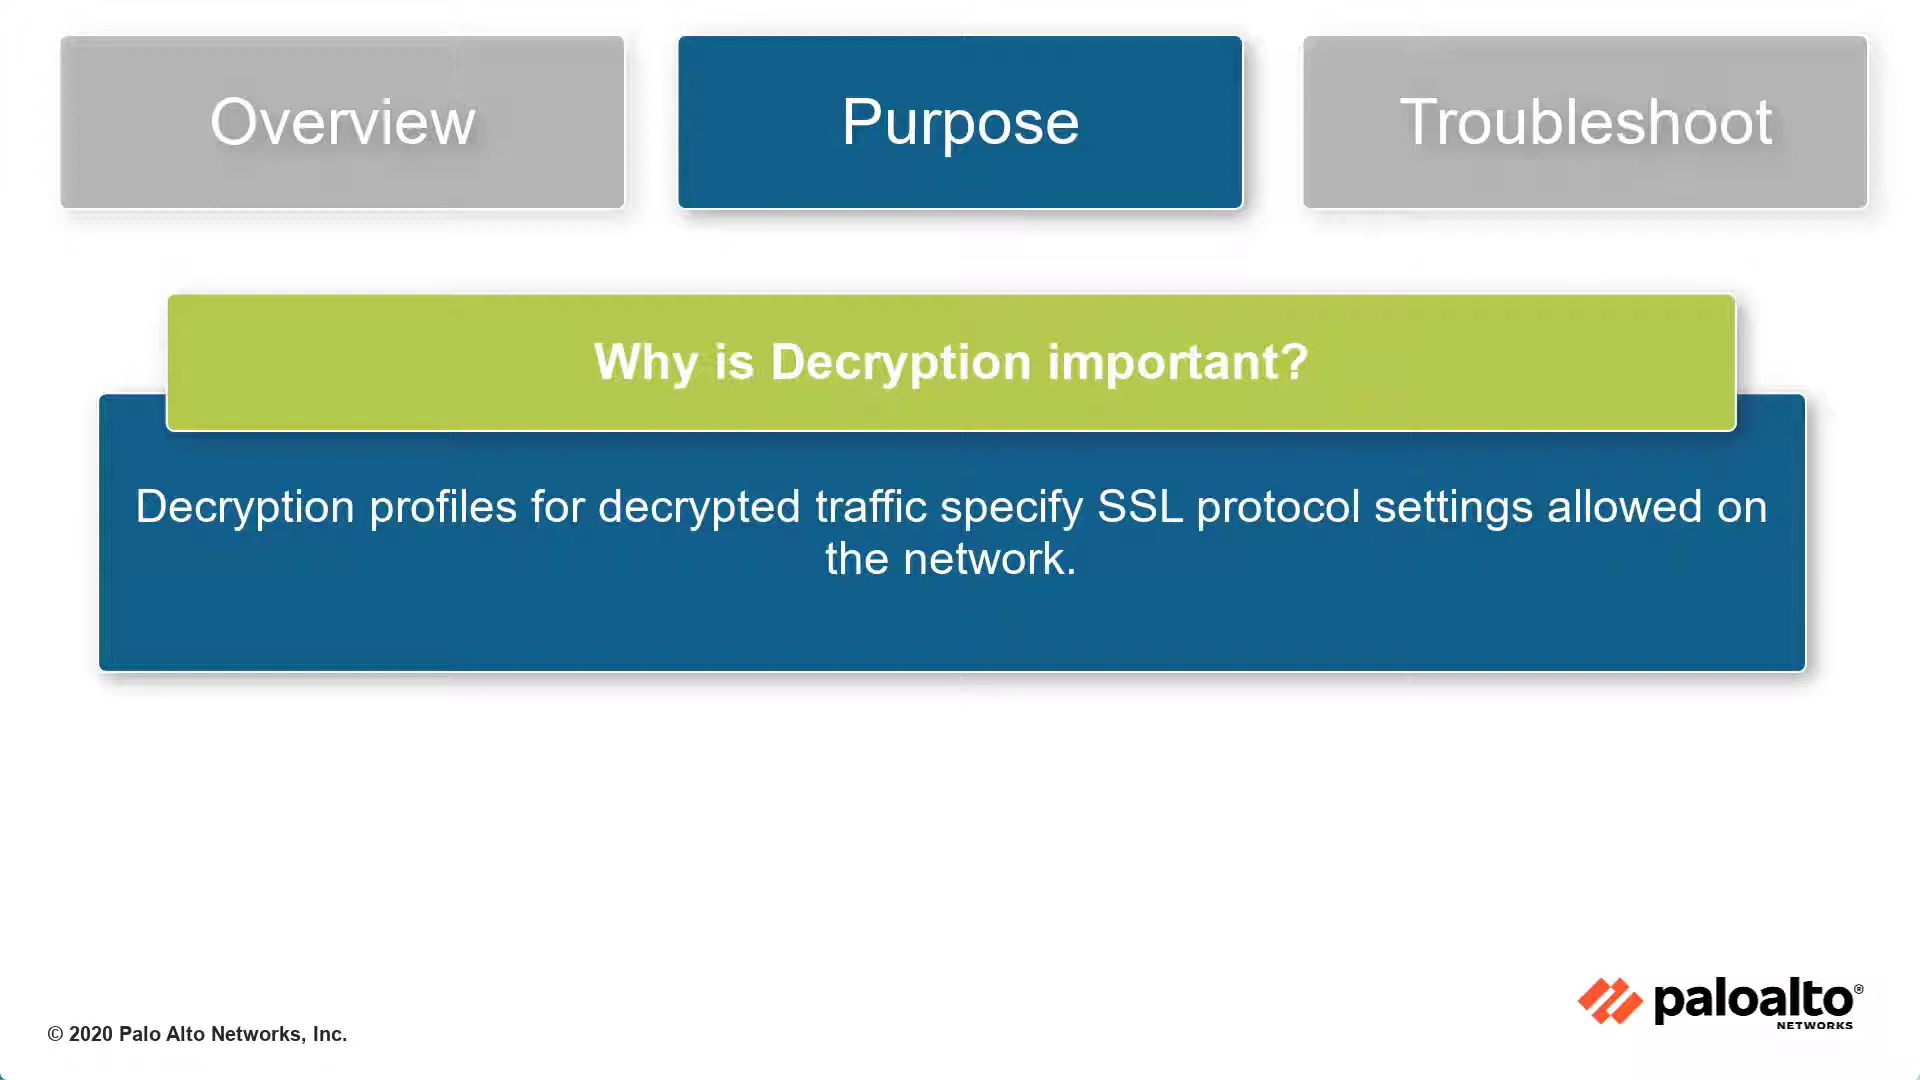 Overview
Purpose
Troubleshoot
Why is Decryption important?
Decryption profiles for decrypted traffic specify SSL protocol settings allowed on
the network.
© 2020 Palo Alto Networks, Inc.
paloalto®
NETWORKS